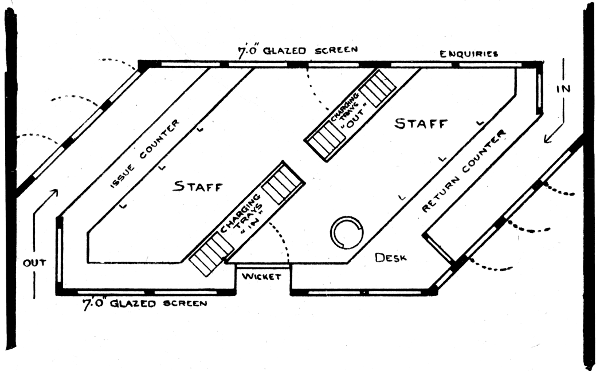 7.'0" GLAZED SCREEN
ENQUIRIES
IN
CHARGING
TRAYS
"OUT"
STAFF
ISSUE COUNTER
RETURN COUNTER
STAFF
CHARGING
TRAYS
"IN"
OUT
DESK
WICKET
7.'0" GLAZED SCREEN